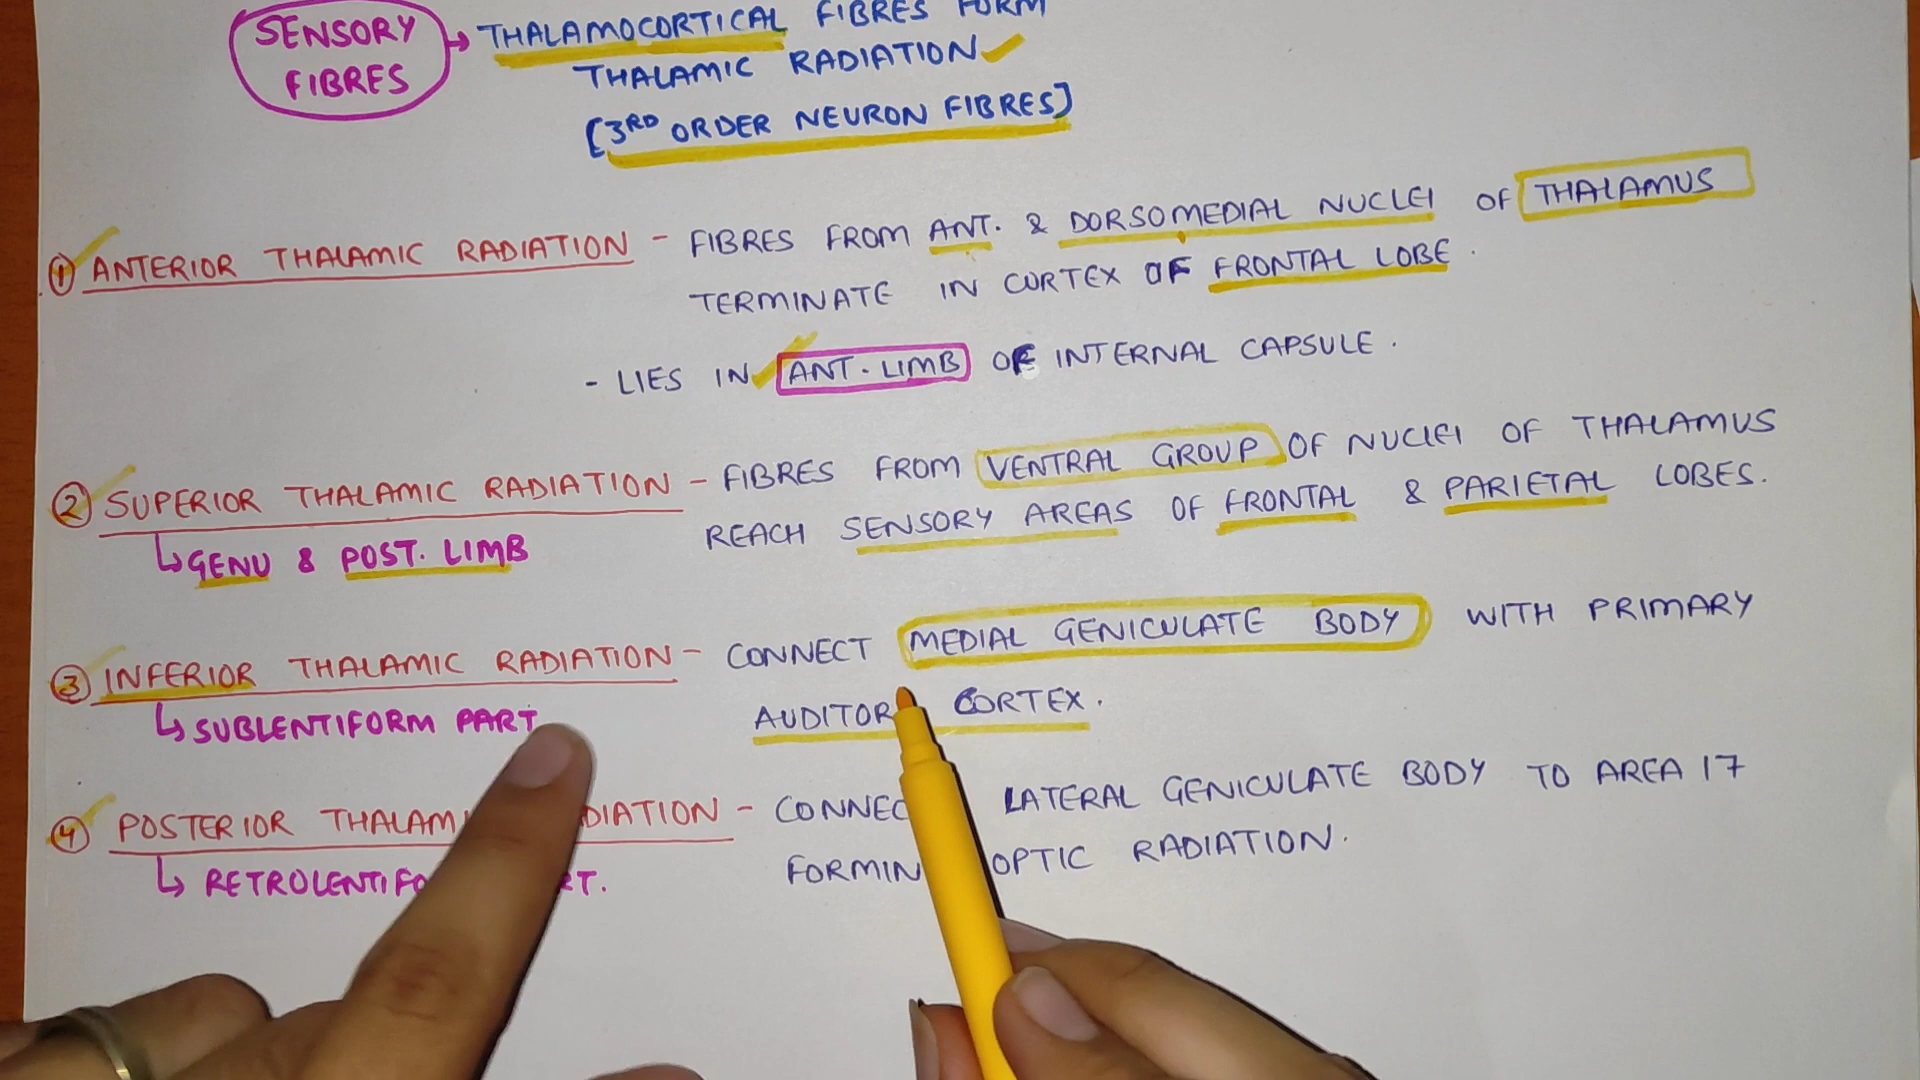 SENSORY FIBRES → THALAMOCORTICAL FIBRES FORM
THALAMIC RADIATION ✓
[3RD ORDER NEURON FIBRES]
① ANTERIOR THALAMIC RADIATION - FIBRES FROM ANT. & DORSOMEDIAL NUCLEI OF THALAMUS
TERMINATE IN CORTEX OF FRONTAL LOBE.
- LIES IN ANT. LIMB OF INTERNAL CAPSULE.
② SUPERIOR THALAMIC RADIATION - FIBRES FROM VENTRAL GROUP OF NUCLEI OF THALAMUS
REACH SENSORY AREAS OF FRONTAL & PARIETAL LOBES.
↳ GENU & POST. LIMB
③ INFERIOR THALAMIC RADIATION - CONNECT MEDIAL GENICULATE BODY WITH PRIMARY
AUDITOR CORTEX.
↳ SUBLENTIFORM PART
④ POSTERIOR THALAM DIATION - CONNEC LATERAL GENICULATE BODY TO AREA 17
FORMIN OPTIC RADIATION.
↳ RETROLENTIF RT.